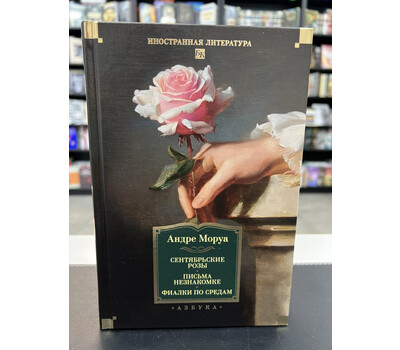 ИНОСТРАННАЯ ЛИТЕРАТУРА
Андре Моруа
СЕНТЯБРЬСКИЕ
РОЗЫ
ПИСЬМА
НЕЗНАКОМКЕ
ФИАЛКИ ПО СРЕДАМ
«АЗБУКА»